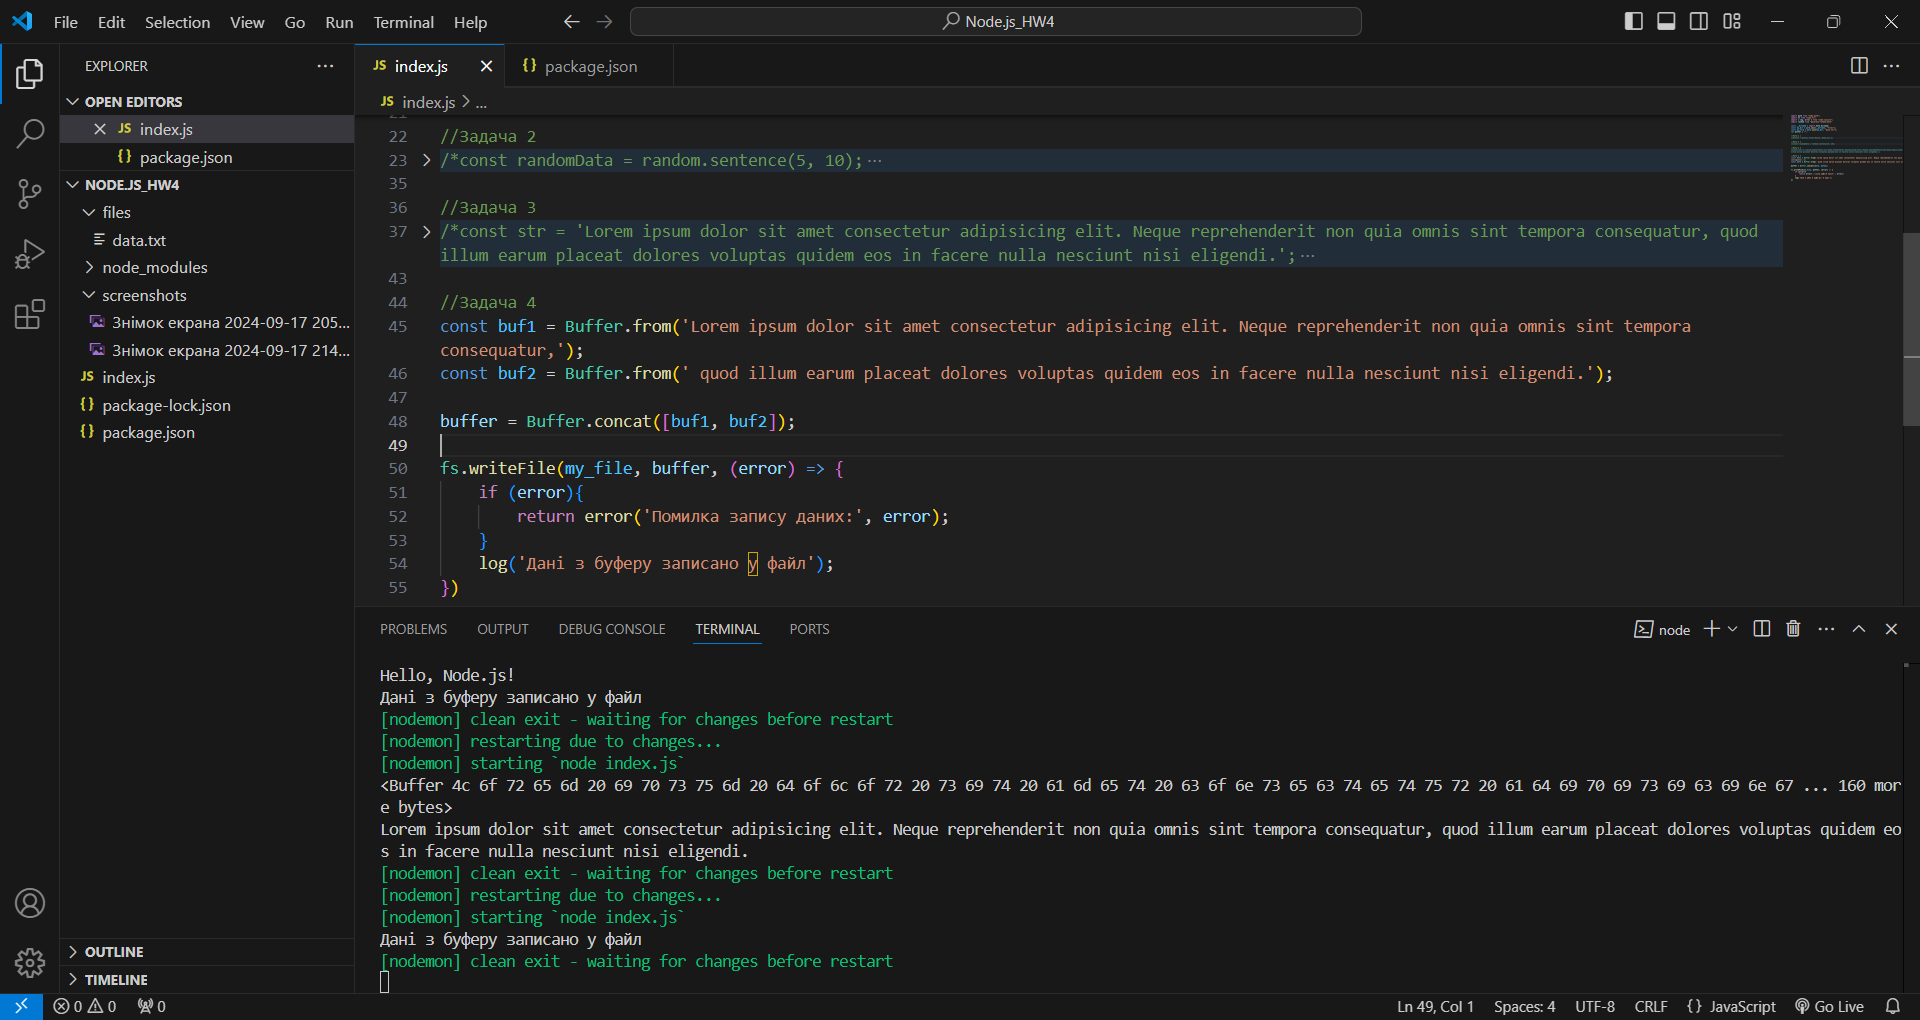 File Edit Selection View Go Run Terminal Help
Node.js_HW4
EXPLORER
OPEN EDITORS
JS index.js
{} package.json
NODE.JS_HW4
files
data.txt
node_modules
screenshots
Знімок екрана 2024-09-17 205...
Знімок екрана 2024-09-17 214...
JS index.js
{} package-lock.json
{} package.json
OUTLINE
TIMELINE
JS index.js
{} package.json
JS index.js > ...
21
22 //Задача 2
23 /*const randomData = random.sentence(5, 10); ...
35
36 //Задача 3
37 /*const str = 'Lorem ipsum dolor sit amet consectetur adipisicing elit. Neque reprehenderit non quia omnis sint tempora consequatur, quod
illum earum placeat dolores voluptas quidem eos in facere nulla nesciunt nisi eligendi.'; ...
43
44 //Задача 4
45 const buf1 = Buffer.from('Lorem ipsum dolor sit amet consectetur adipisicing elit. Neque reprehenderit non quia omnis sint tempora
consequatur,');
46 const buf2 = Buffer.from(' quod illum earum placeat dolores voluptas quidem eos in facere nulla nesciunt nisi eligendi.');
47
48 buffer = Buffer.concat([buf1, buf2]);
49
50 fs.writeFile(my_file, buffer, (error) => {
51 if (error){
52 return error('Помилка запису даних:', error);
53 }
54 log('Дані з буферу записано у файл');
55 })
PROBLEMS OUTPUT DEBUG CONSOLE TERMINAL PORTS
node
Hello, Node.js!
Дані з буферу записано у файл
[nodemon] clean exit - waiting for changes before restart
[nodemon] restarting due to changes...
[nodemon] starting `node index.js`
<Buffer 4c 6f 72 65 6d 20 69 70 73 75 6d 20 64 6f 6c 6f 72 20 73 69 74 20 61 6d 65 74 20 63 6f 6e 73 65 63 74 65 74 75 72 20 61 64 69 70 69 73 69 63 69 6e 67 ... 160 mor
e bytes>
Lorem ipsum dolor sit amet consectetur adipisicing elit. Neque reprehenderit non quia omnis sint tempora consequatur, quod illum earum placeat dolores voluptas quidem eo
s in facere nulla nesciunt nisi eligendi.
[nodemon] clean exit - waiting for changes before restart
[nodemon] restarting due to changes...
[nodemon] starting `node index.js`
Дані з буферу записано у файл
[nodemon] clean exit - waiting for changes before restart
0 0 0
Ln 49, Col 1 Spaces: 4 UTF-8 CRLF {} JavaScript Go Live